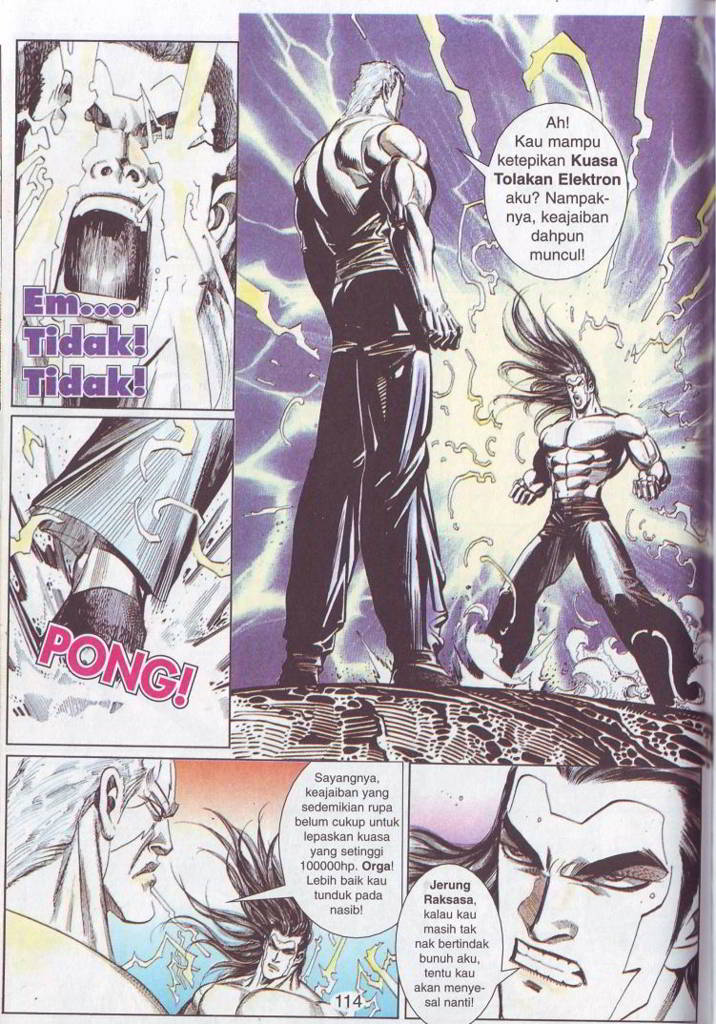 Em....
Tidak!
Tidak!
Ah!
Kau mampu
ketepikan Kuasa
Tolakan Elektron
aku? Nampak-
nya, keajaiban
dahpun
muncul!
PONG!
Sayangnya,
keajaiban yang
sedemikian rupa
belum cukup untuk
lepaskan kuasa
yang setinggi
100000hp. Orga!
Lebih baik kau
tunduk pada
nasib!
Jerung
Raksasa,
kalau kau
masih tak
nak bertindak
bunuh aku,
tentu kau
akan menye-
sal nanti!
114